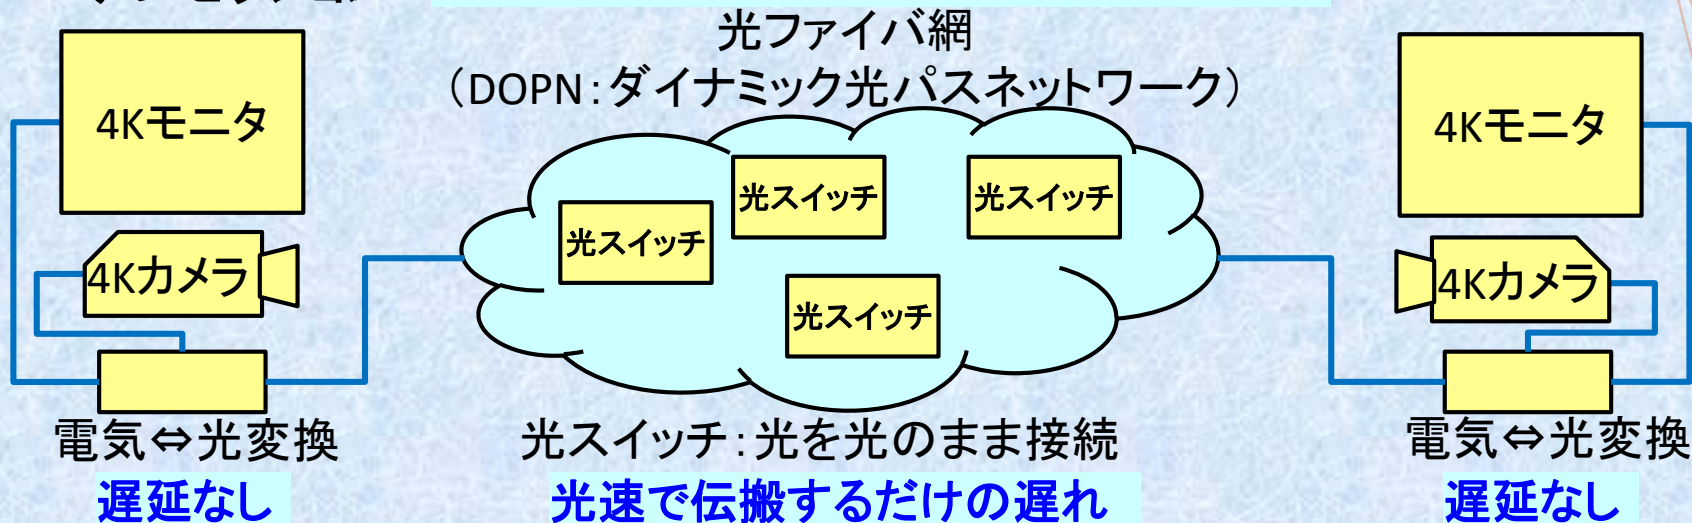 光ファイバ網
（DOPN：ダイナミック光パスネットワーク）
4Kモニタ
4Kモニタ
光スイッチ
光スイッチ
光スイッチ
光スイッチ
4Kカメラ
4Kカメラ
電気⇔光変換
光スイッチ：光を光のまま接続
電気⇔光変換
遅延なし
光速で伝搬するだけの遅れ
遅延なし